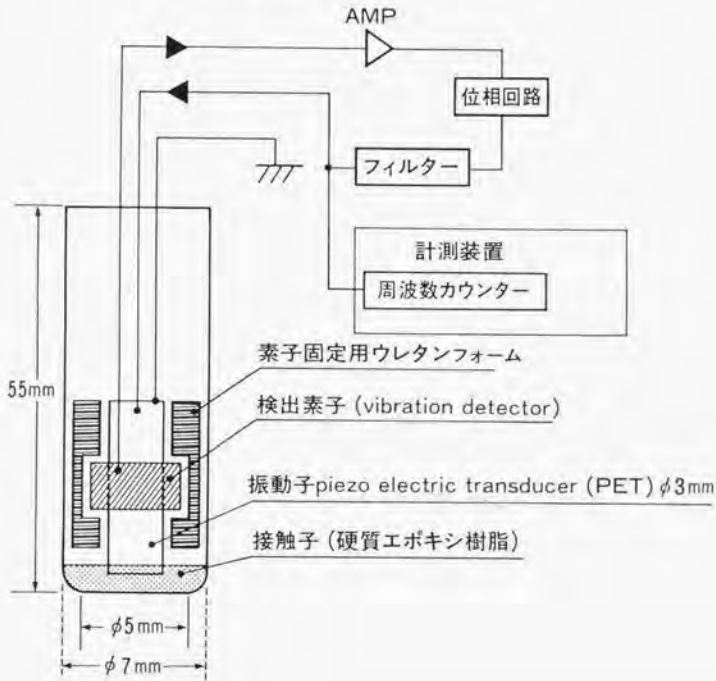 AMP
位相回路
フィルター
計測装置
周波数カウンター
素子固定用ウレタンフォーム
55mm
検出素子 (vibration detector)
振動子piezo electric transducer (PET) φ3mm
接触子 (硬質エポキシ樹脂)
φ5mm
φ7mm